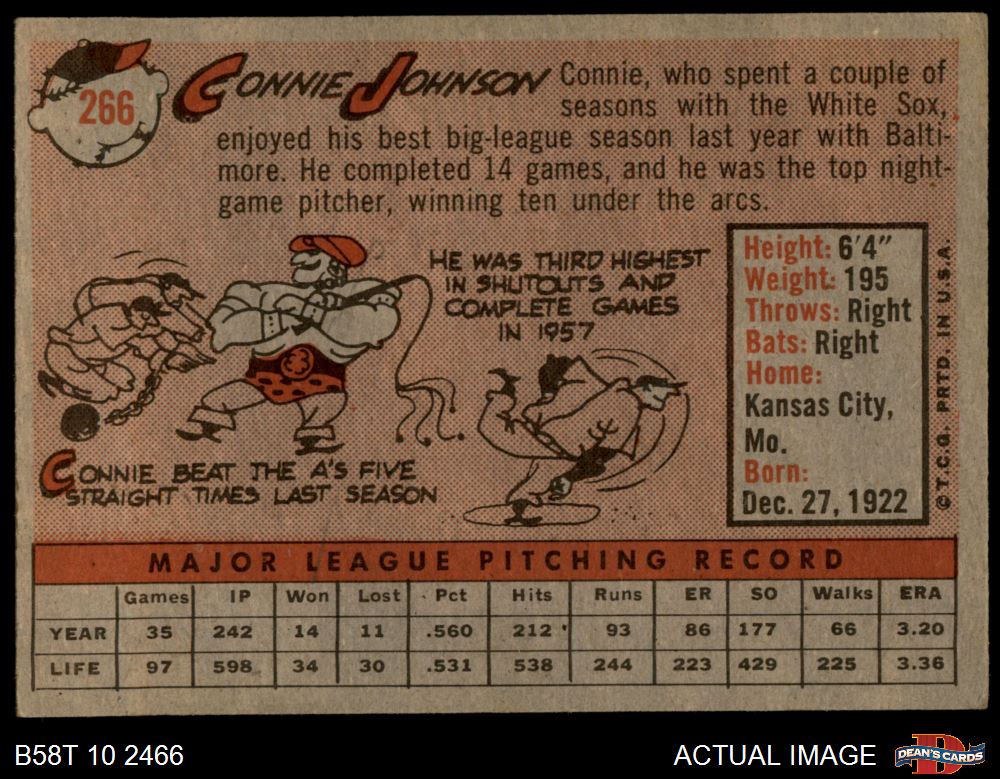 266
CONNIE JOHNSON
Connie, who spent a couple of
seasons with the White Sox,
enjoyed his best big-league season last year with Balti-
more. He completed 14 games, and he was the top night-
game pitcher, winning ten under the arcs.
HE WAS THIRD HIGHEST
IN SHUTOUTS AND
COMPLETE GAMES
IN 1957
CONNIE BEAT THE A'S FIVE
STRAIGHT TIMES LAST SEASON
Height: 6'4"
Weight: 195
Throws: Right
Bats: Right
Home:
Kansas City,
Mo.
Born:
Dec. 27, 1922
© T.C.G. PRTD. IN U.S.A.
MAJOR LEAGUE PITCHING RECORD
Games IP Won Lost Pct Hits Runs ER SO Walks ERA
YEAR 35 242 14 11 .560 212 93 86 177 66 3.20
LIFE 97 598 34 30 .531 538 244 223 429 225 3.36
B58T 10 2466
ACTUAL IMAGE
D
DEAN'S CARDS